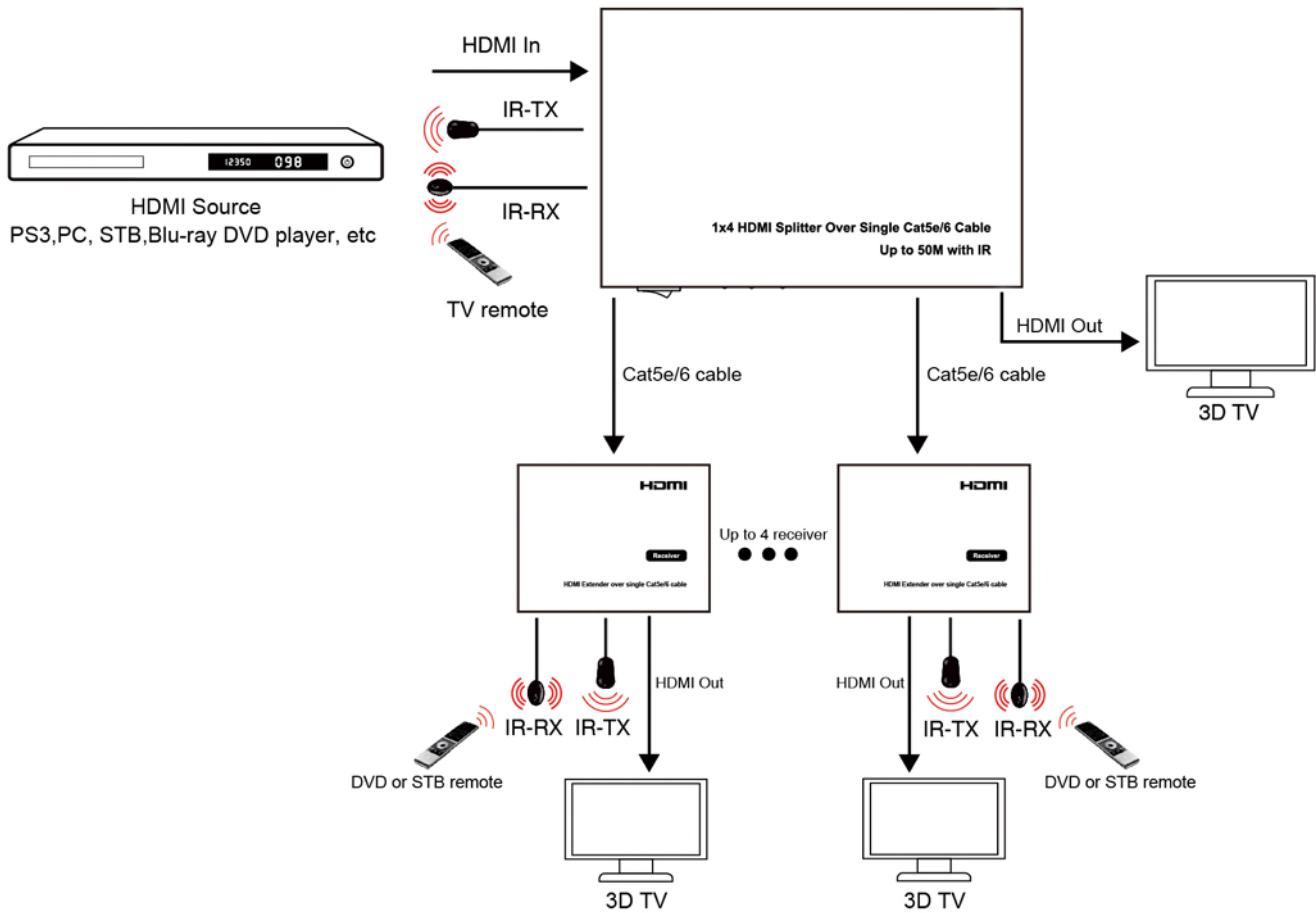 HDMI In
IR-TX
12350 098
HDMI Source
PS3,PC, STB,Blu-ray DVD player, etc
IR-RX
TV remote
1x4 HDMI Splitter Over Single Cat5e/6 Cable
Up to 50M with IR
HDMI Out
3D TV
Cat5e/6 cable
Cat5e/6 cable
HDMI
Receiver
HDMI Extender over single Cat5e/6 cable
Up to 4 receiver
HDMI
Receiver
HDMI Extender over single Cat5e/6 cable
IR-RX
IR-TX
HDMI Out
DVD or STB remote
3D TV
HDMI Out
IR-TX
IR-RX
DVD or STB remote
3D TV